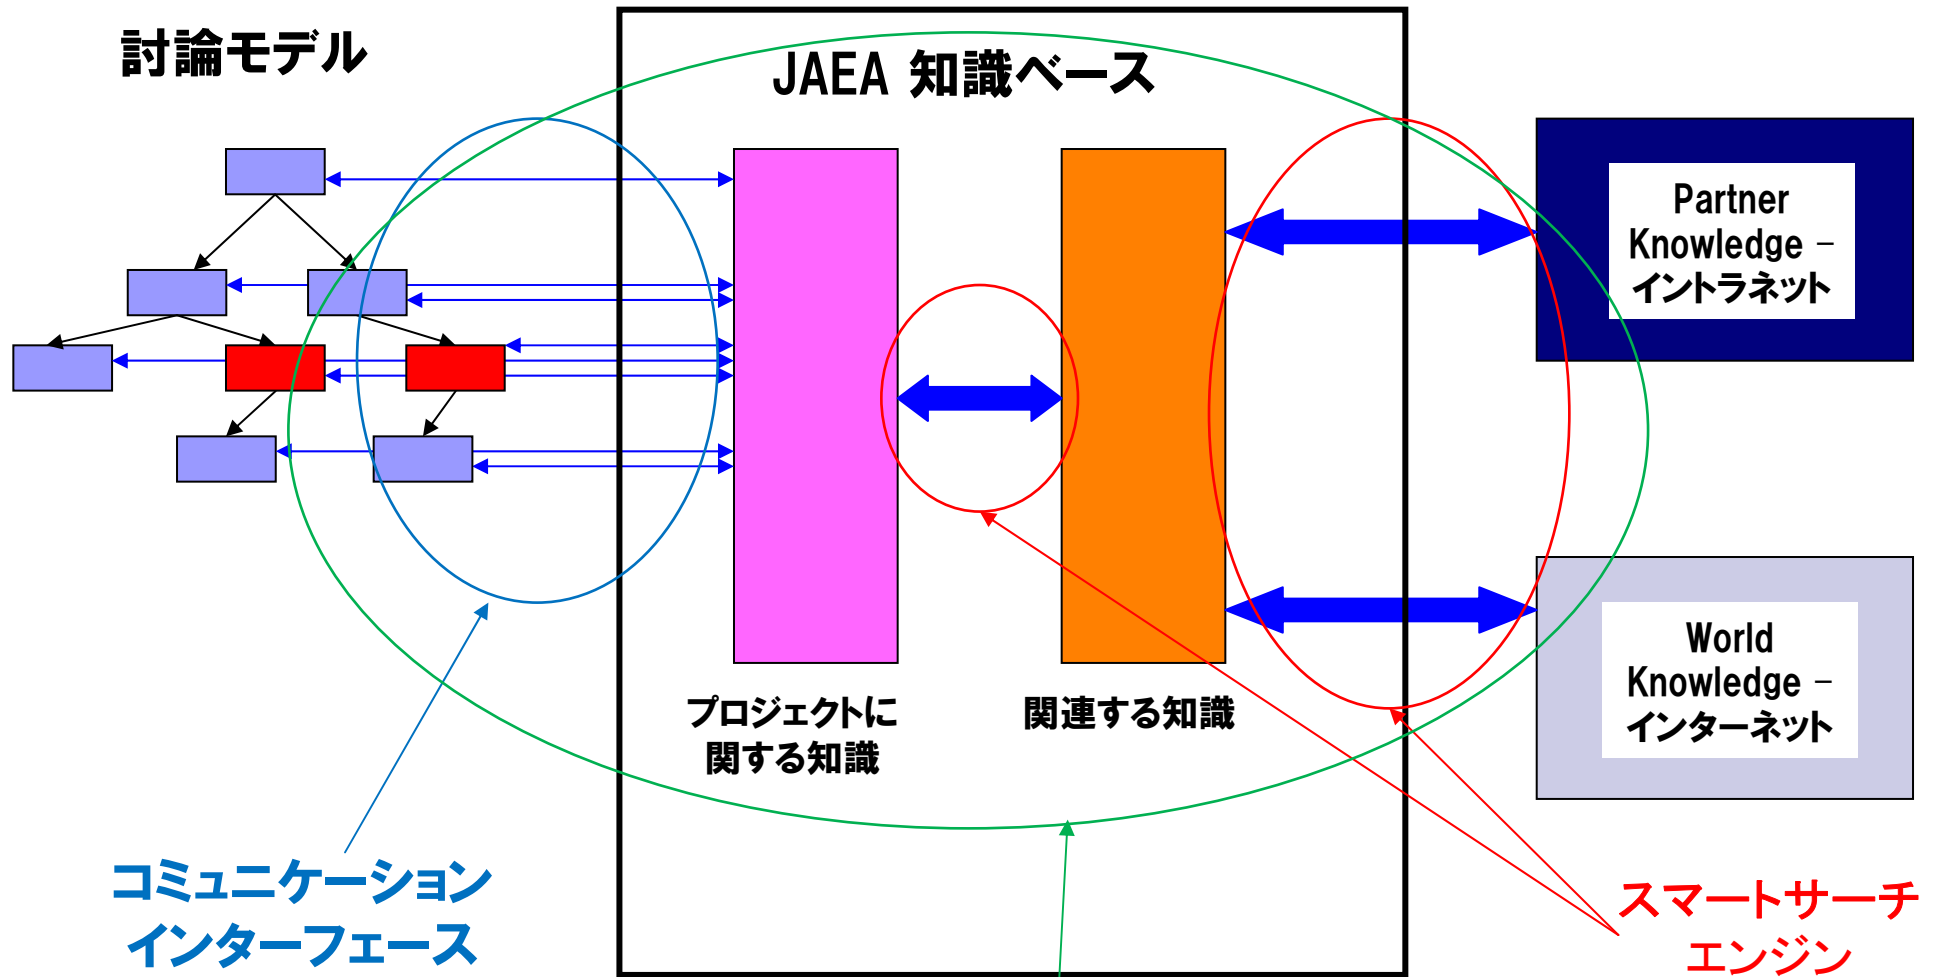 討論モデル
JAEA 知識ベース
Partner
Knowledge –
イントラネット
World
Knowledge –
インターネット
プロジェクトに
関する知識
関連する知識
コミュニケーション
インターフェース
スマートサーチ
エンジン